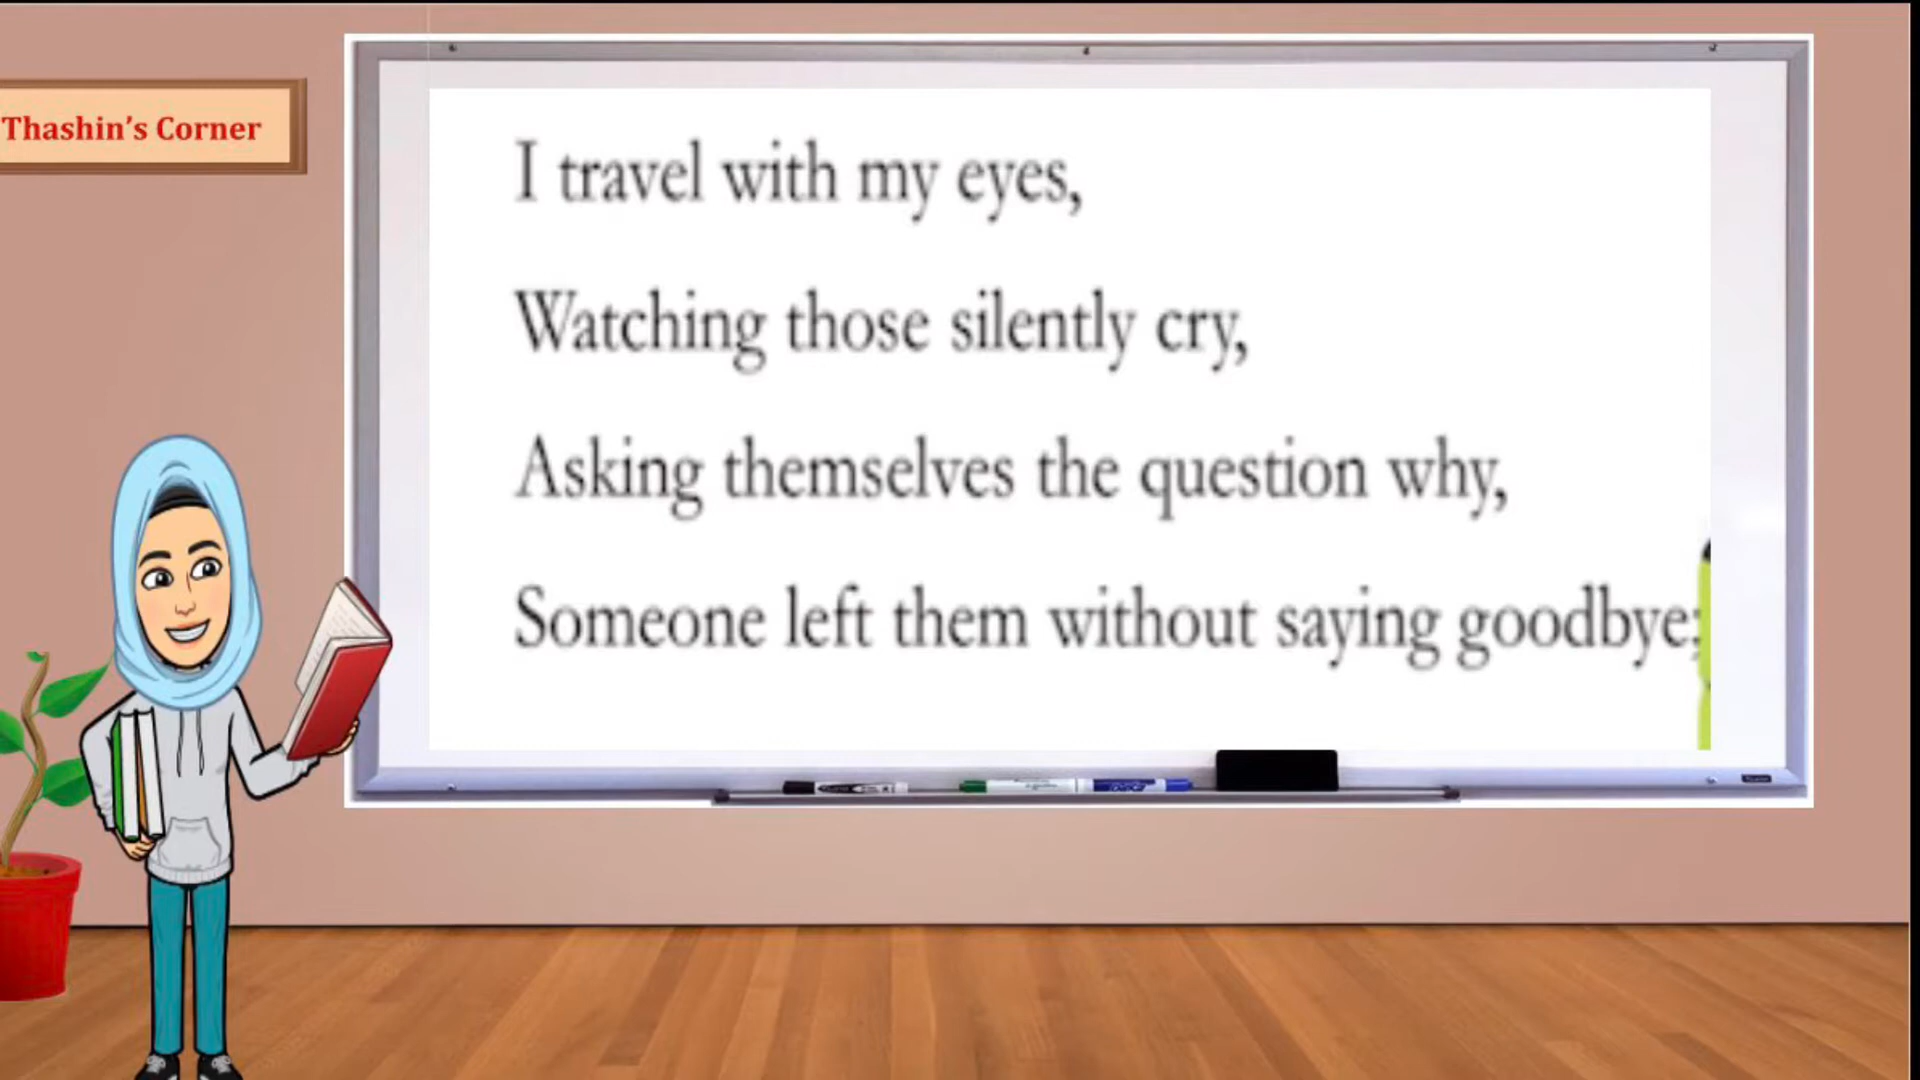 Thashin's Corner
I travel with my eyes,
Watching those silently cry,
Asking themselves the question why,
Someone left them without saying goodbye;